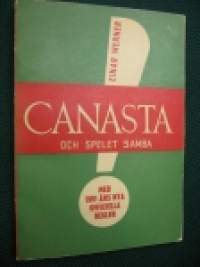 EINAR WERNER
CANASTA
OCH SPELET SAMBA
MED
ÅRS NYA
OFFICIELLA
REGLER